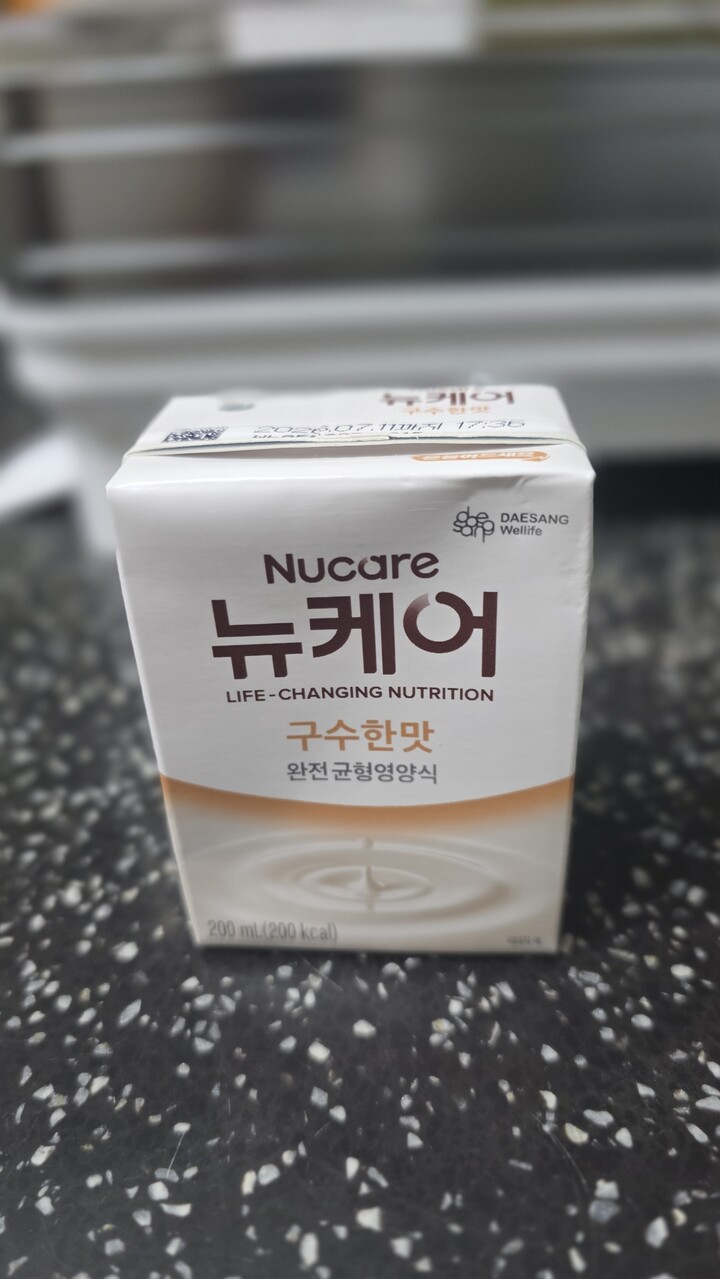 뉴케어
구수한맛
2026.07.11까지 17:36
DAESANG
Wellife
Nucare
뉴케어
LIFE-CHANGING NUTRITION
구수한맛
완전균형영양식
200 mL(200 kcal)